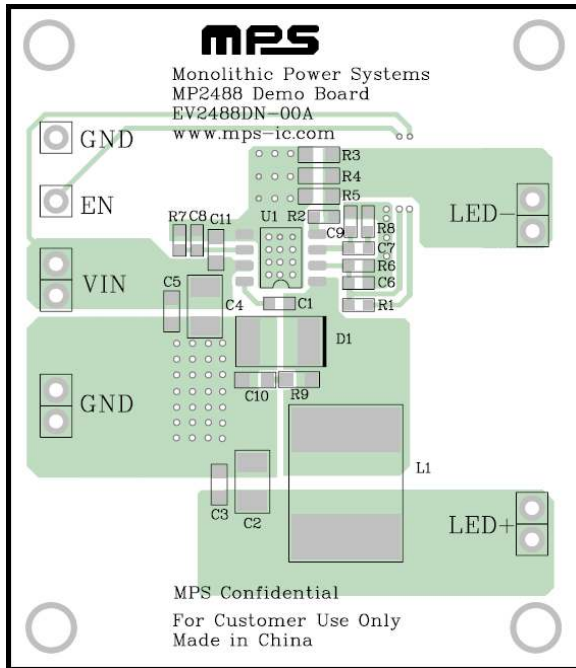 MPS
Monolithic Power Systems
MP2488 Demo Board
EV2488DN-00A
www.mps-ic.com
GND
R3
R4
EN
R5
LED-
R7
C8
C11
U1
R2
C9
R8
C7
R6
C6
VIN
C5
C4
C1
R1
D1
GND
C10
R9
L1
C3
C2
LED+
MPS Confidential
For Customer Use Only
Made in China